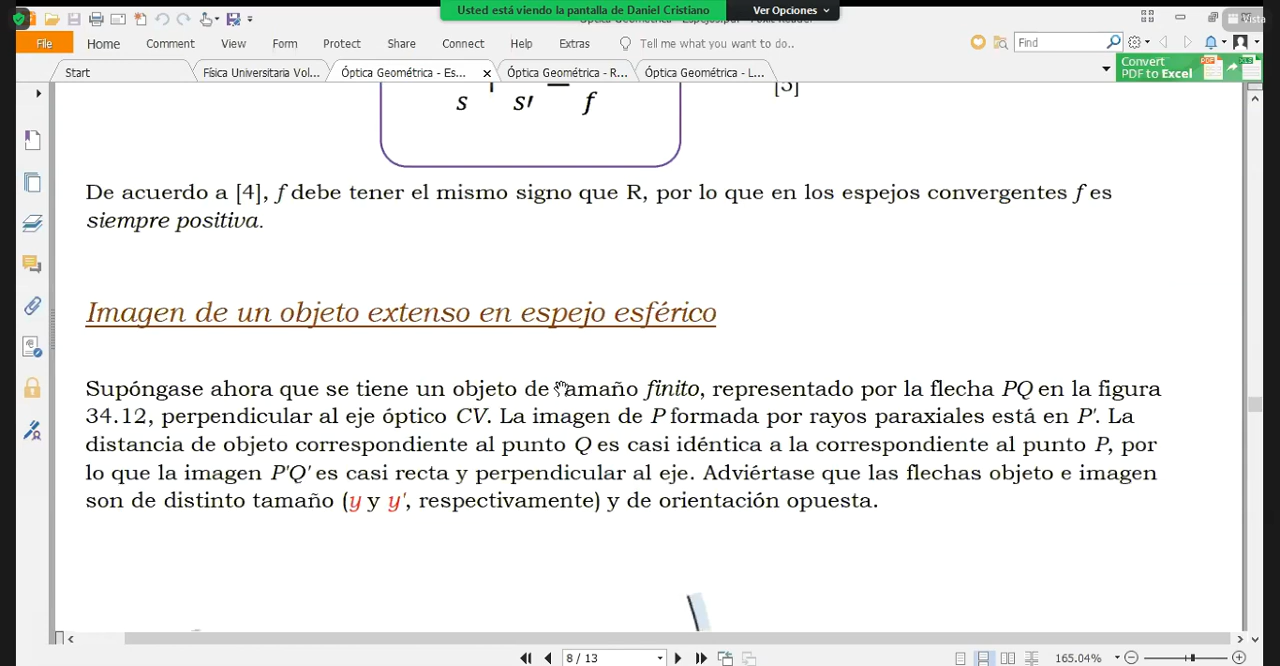 Usted está viendo la pantalla de Daniel Cristiano
Ver Opciones
Vista
File Home Comment View Form Protect Share Connect Help Extras Tell me what you want to do.. Find
Start Física Universitaria Vol... Óptica Geométrica - Es... Óptica Geométrica - R... Óptica Geométrica - L...
Convert
PDF to Excel
s s′ f [5]
De acuerdo a [4], f debe tener el mismo signo que R, por lo que en los espejos convergentes f es
siempre positiva.
Imagen de un objeto extenso en espejo esférico
Supóngase ahora que se tiene un objeto de tamaño finito, representado por la flecha PQ en la figura
34.12, perpendicular al eje óptico CV. La imagen de P formada por rayos paraxiales está en P'. La
distancia de objeto correspondiente al punto Q es casi idéntica a la correspondiente al punto P, por
lo que la imagen P'Q' es casi recta y perpendicular al eje. Adviértase que las flechas objeto e imagen
son de distinto tamaño (y y y', respectivamente) y de orientación opuesta.
8 / 13 165.04%